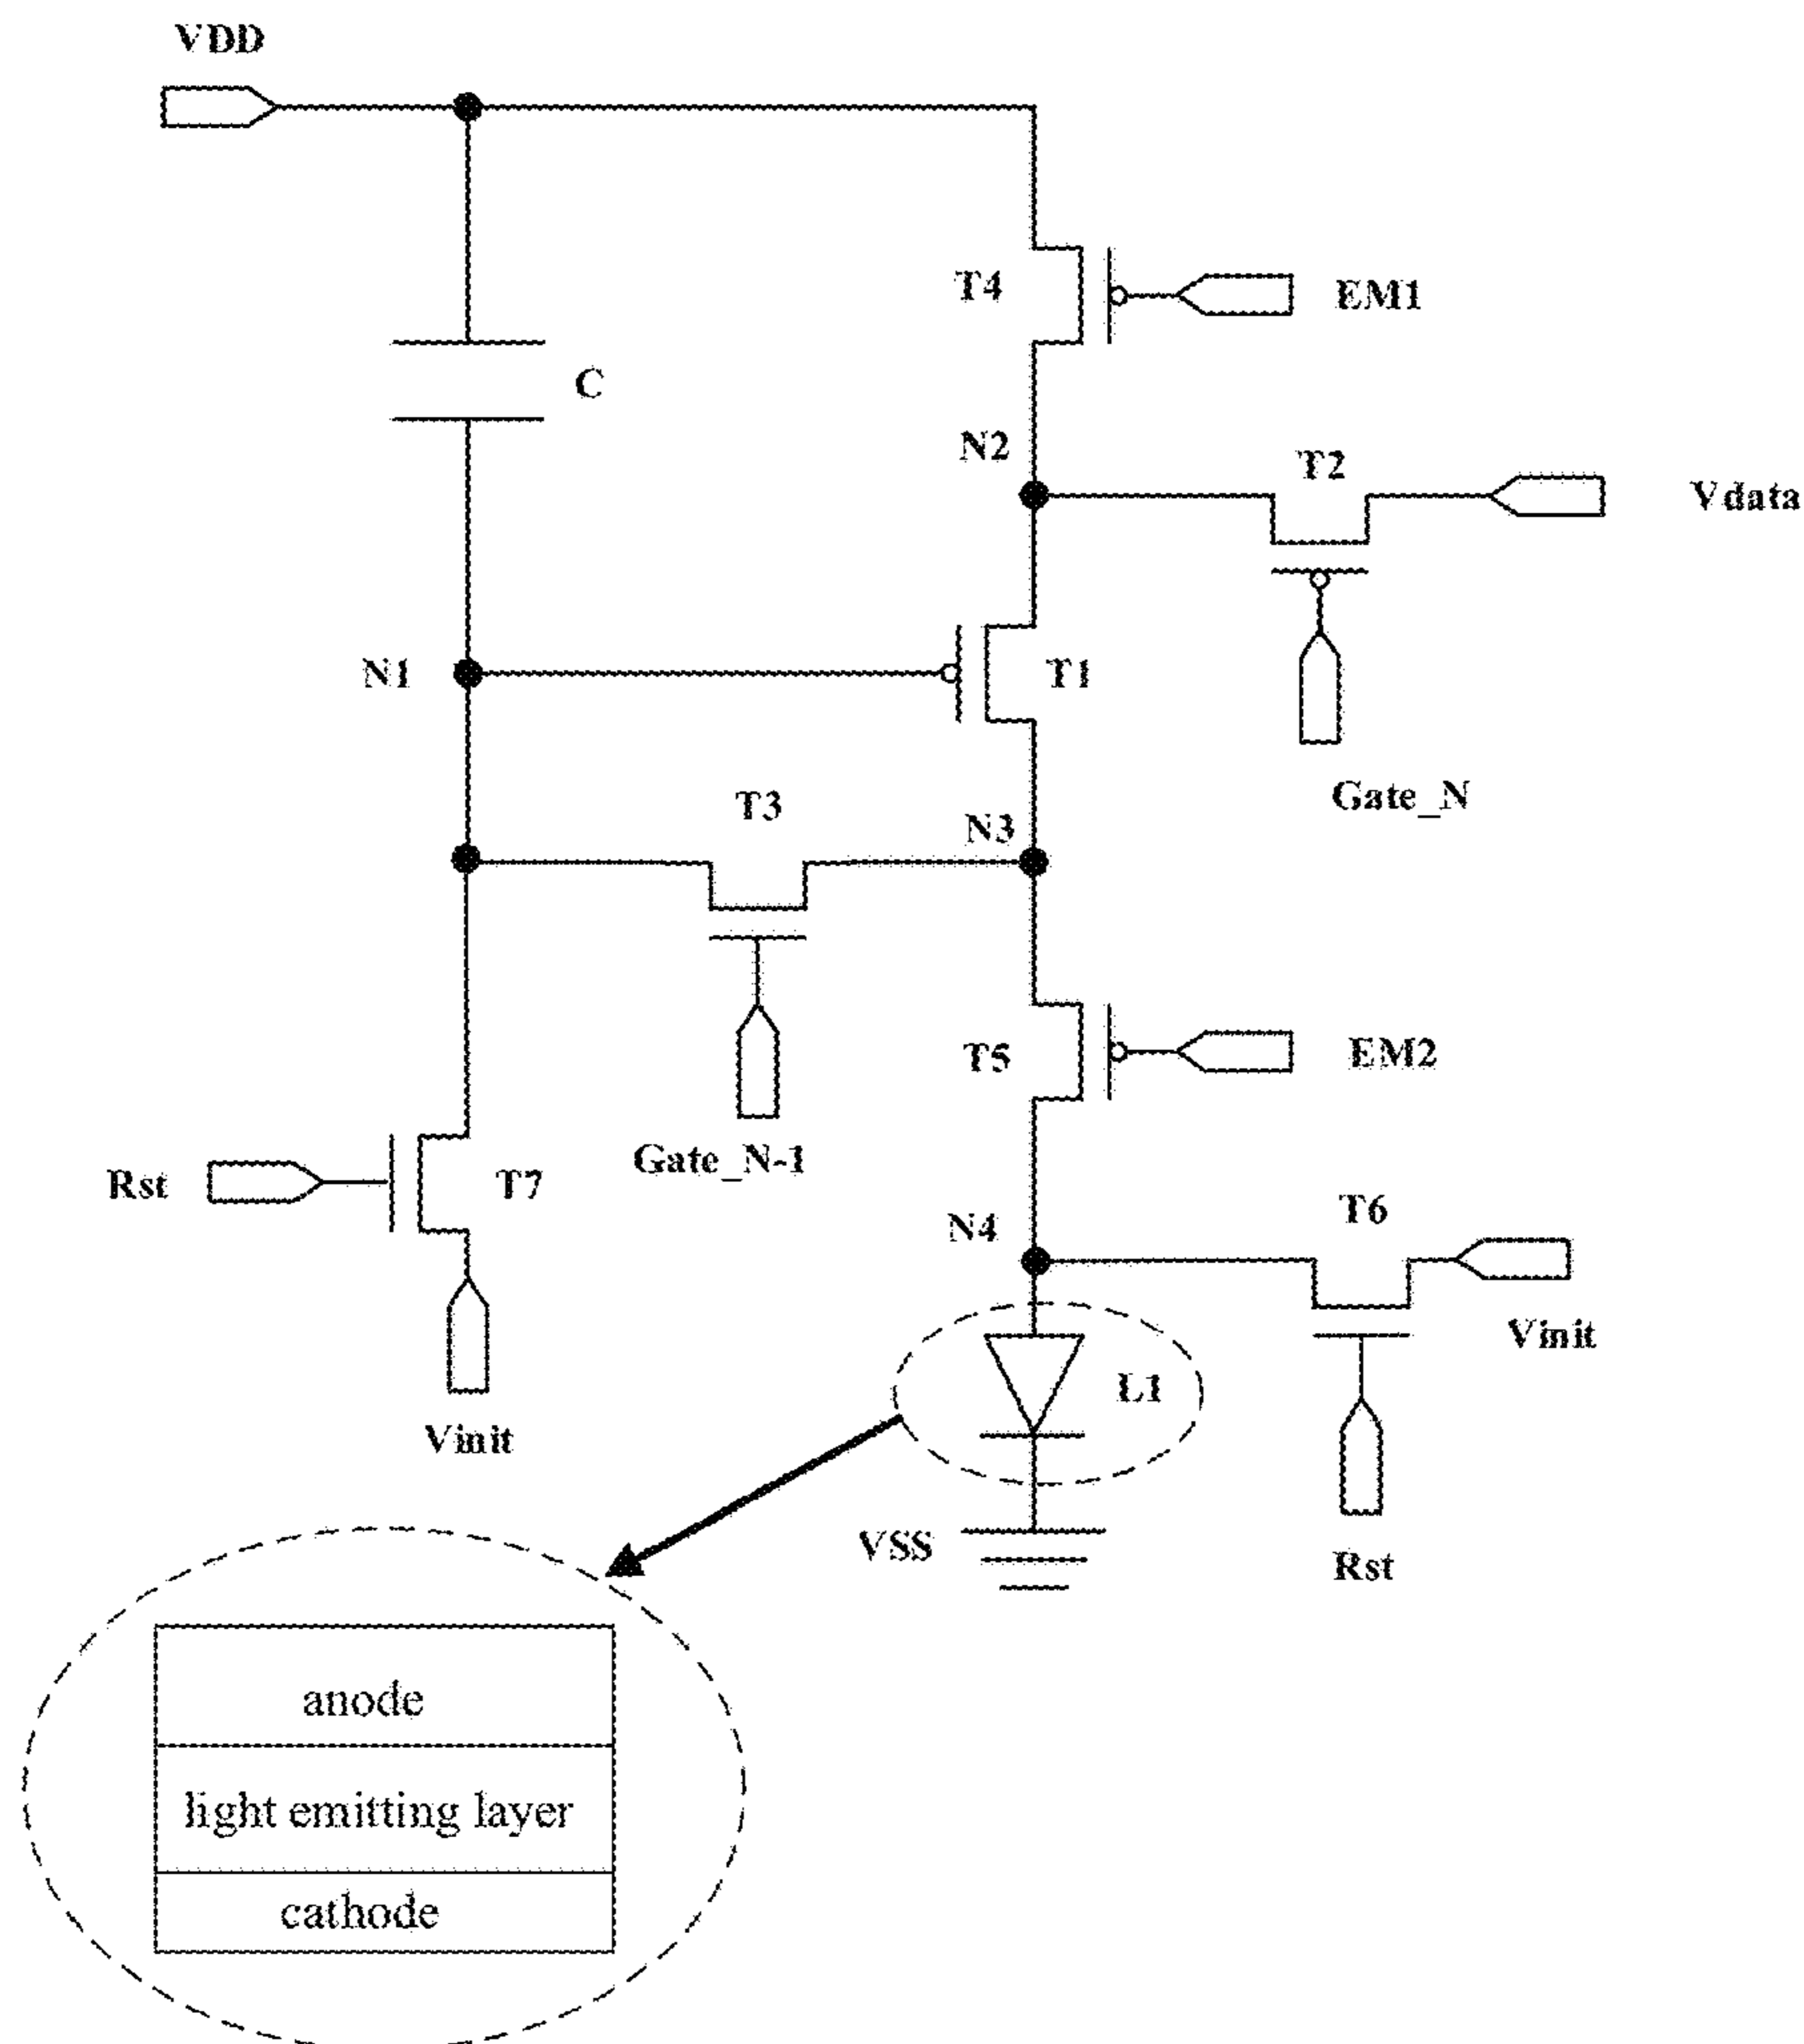 VDD
T4
EM1
C
N2
T2
Vdata
N1
T1
Gate_N
T3
N3
T5
EM2
Gate_N-1
Rst
T7
T6
N4
Vinit
L1
Vinit
VSS
Rst
anode
light emitting layer
cathode